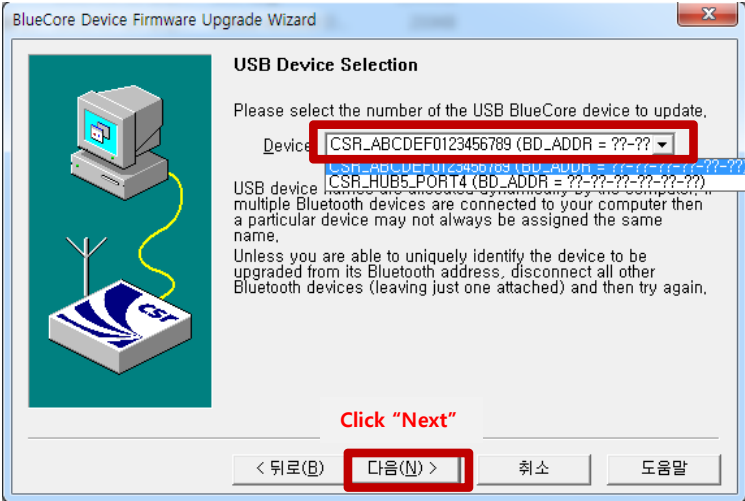 BlueCore Device Firmware Upgrade Wizard
USB Device Selection
Please select the number of the USB BlueCore device to update,
Device CSR_ABCDEF0123456789 (BD_ADDR = ??-??
CSR_ABCDEF0123456789 (BD_ADDR = ??-??-??-??-??-??)
CSR_HUB5_PORT4 (BD_ADDR = ??-??-??-??-??-??)
USB device
multiple Bluetooth devices are connected to your computer then
a particular device may not always be assigned the same
name,
Unless you are able to uniquely identify the device to be
upgraded from its Bluetooth address, disconnect all other
Bluetooth devices (leaving just one attached) and then try again,
CSR
Click “Next”
< 뒤로(B)
다음(N) >
취소
도움말